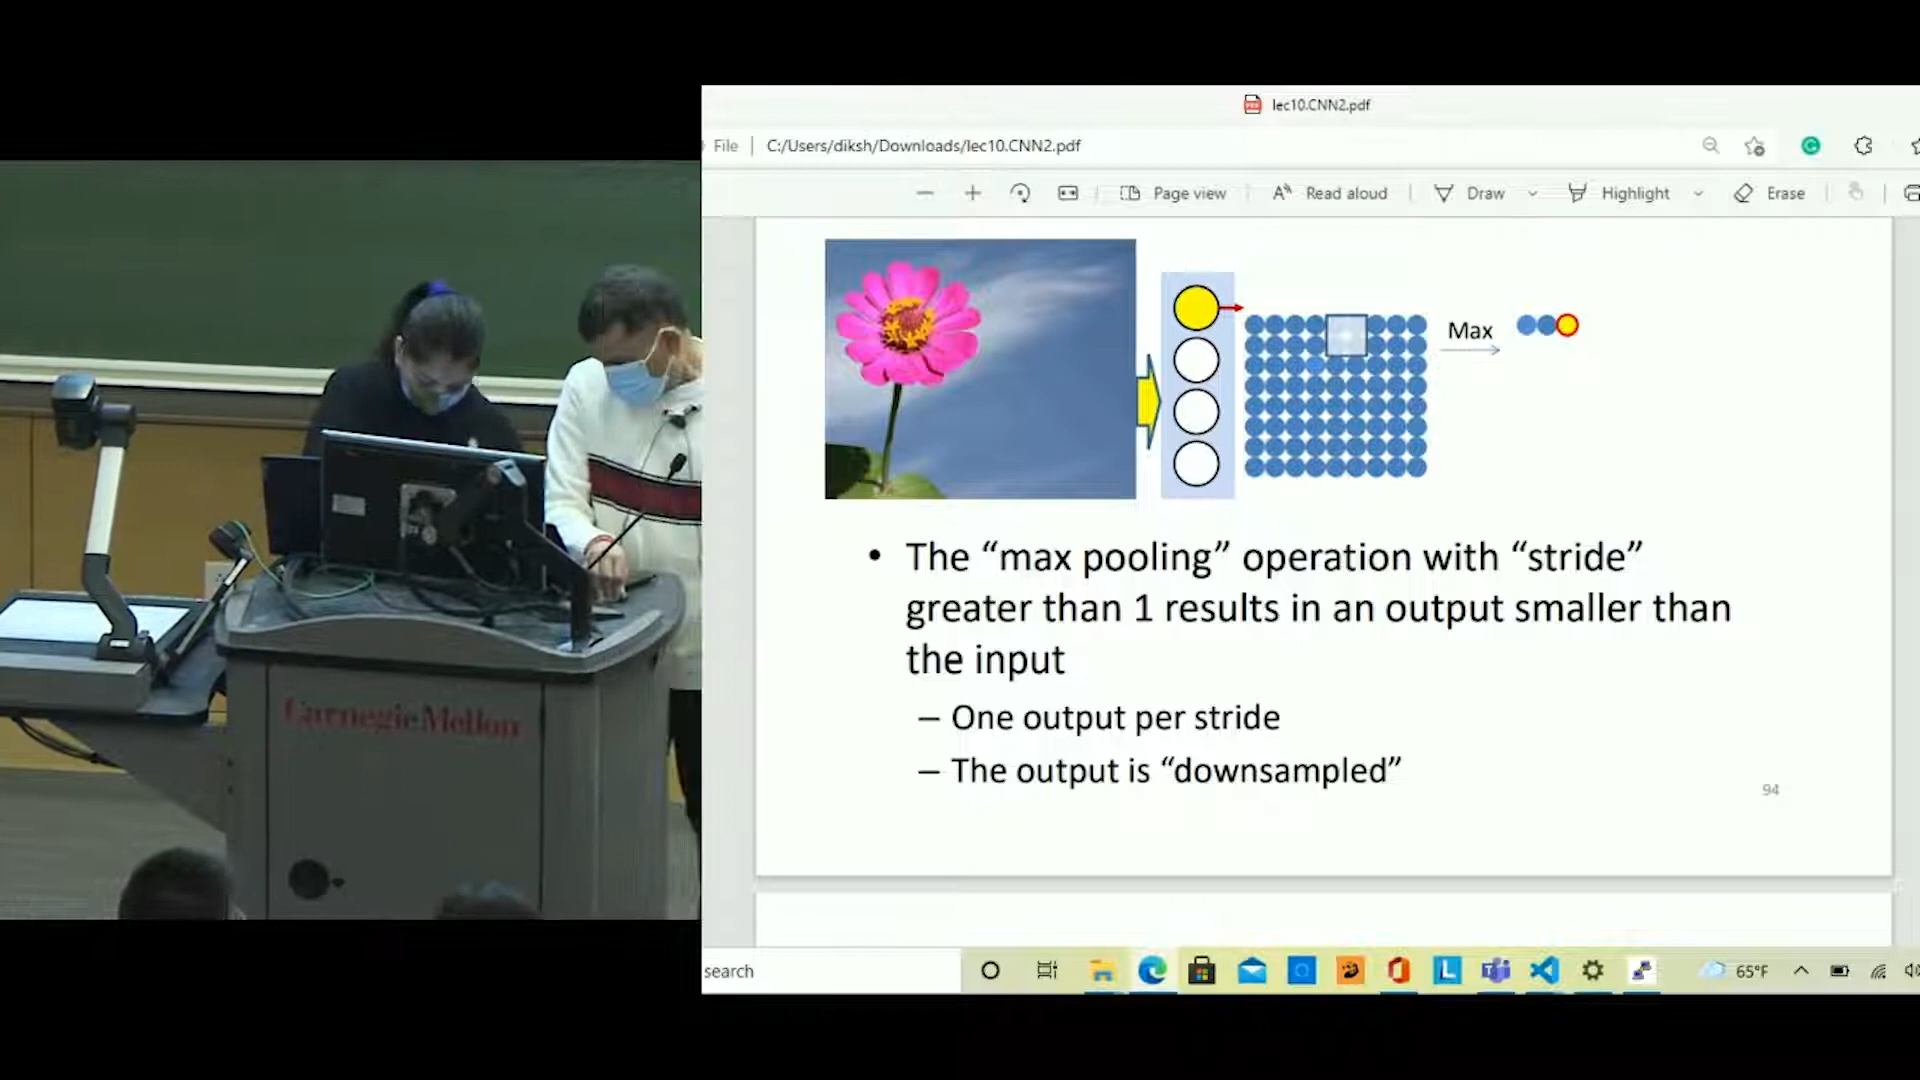 lec10.CNN2.pdf
File
C:/Users/diksh/Downloads/lec10.CNN2.pdf
Page view
Read aloud
Draw
Highlight
Erase
Max
• The “max pooling” operation with “stride”
greater than 1 results in an output smaller than
the input
– One output per stride
– The output is “downsampled”
94
Carnegie Mellon
search
65°F